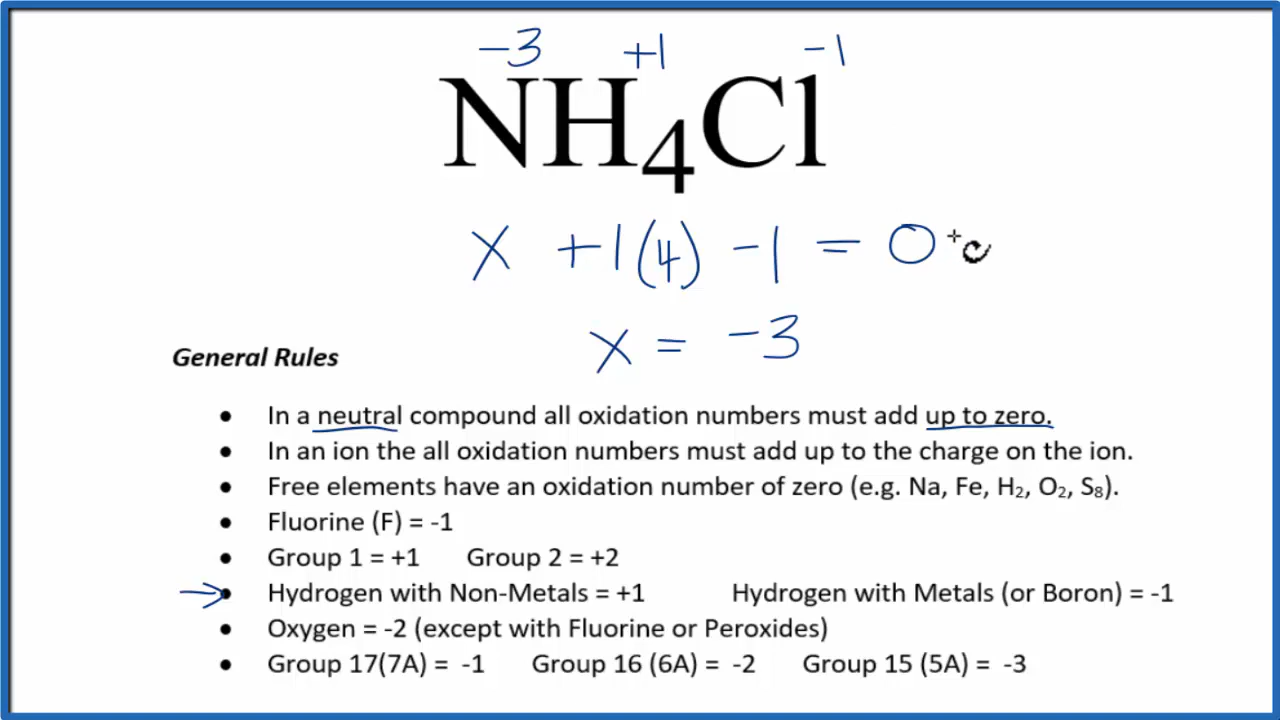 -3 +1 -1
NH₄Cl
x +1(4) -1 = 0
x = -3
General Rules
• In a neutral compound all oxidation numbers must add up to zero.
• In an ion the all oxidation numbers must add up to the charge on the ion.
• Free elements have an oxidation number of zero (e.g. Na, Fe, H₂, O₂, S₈).
• Fluorine (F) = -1
• Group 1 = +1 Group 2 = +2
→• Hydrogen with Non-Metals = +1 Hydrogen with Metals (or Boron) = -1
• Oxygen = -2 (except with Fluorine or Peroxides)
• Group 17(7A) = -1 Group 16 (6A) = -2 Group 15 (5A) = -3